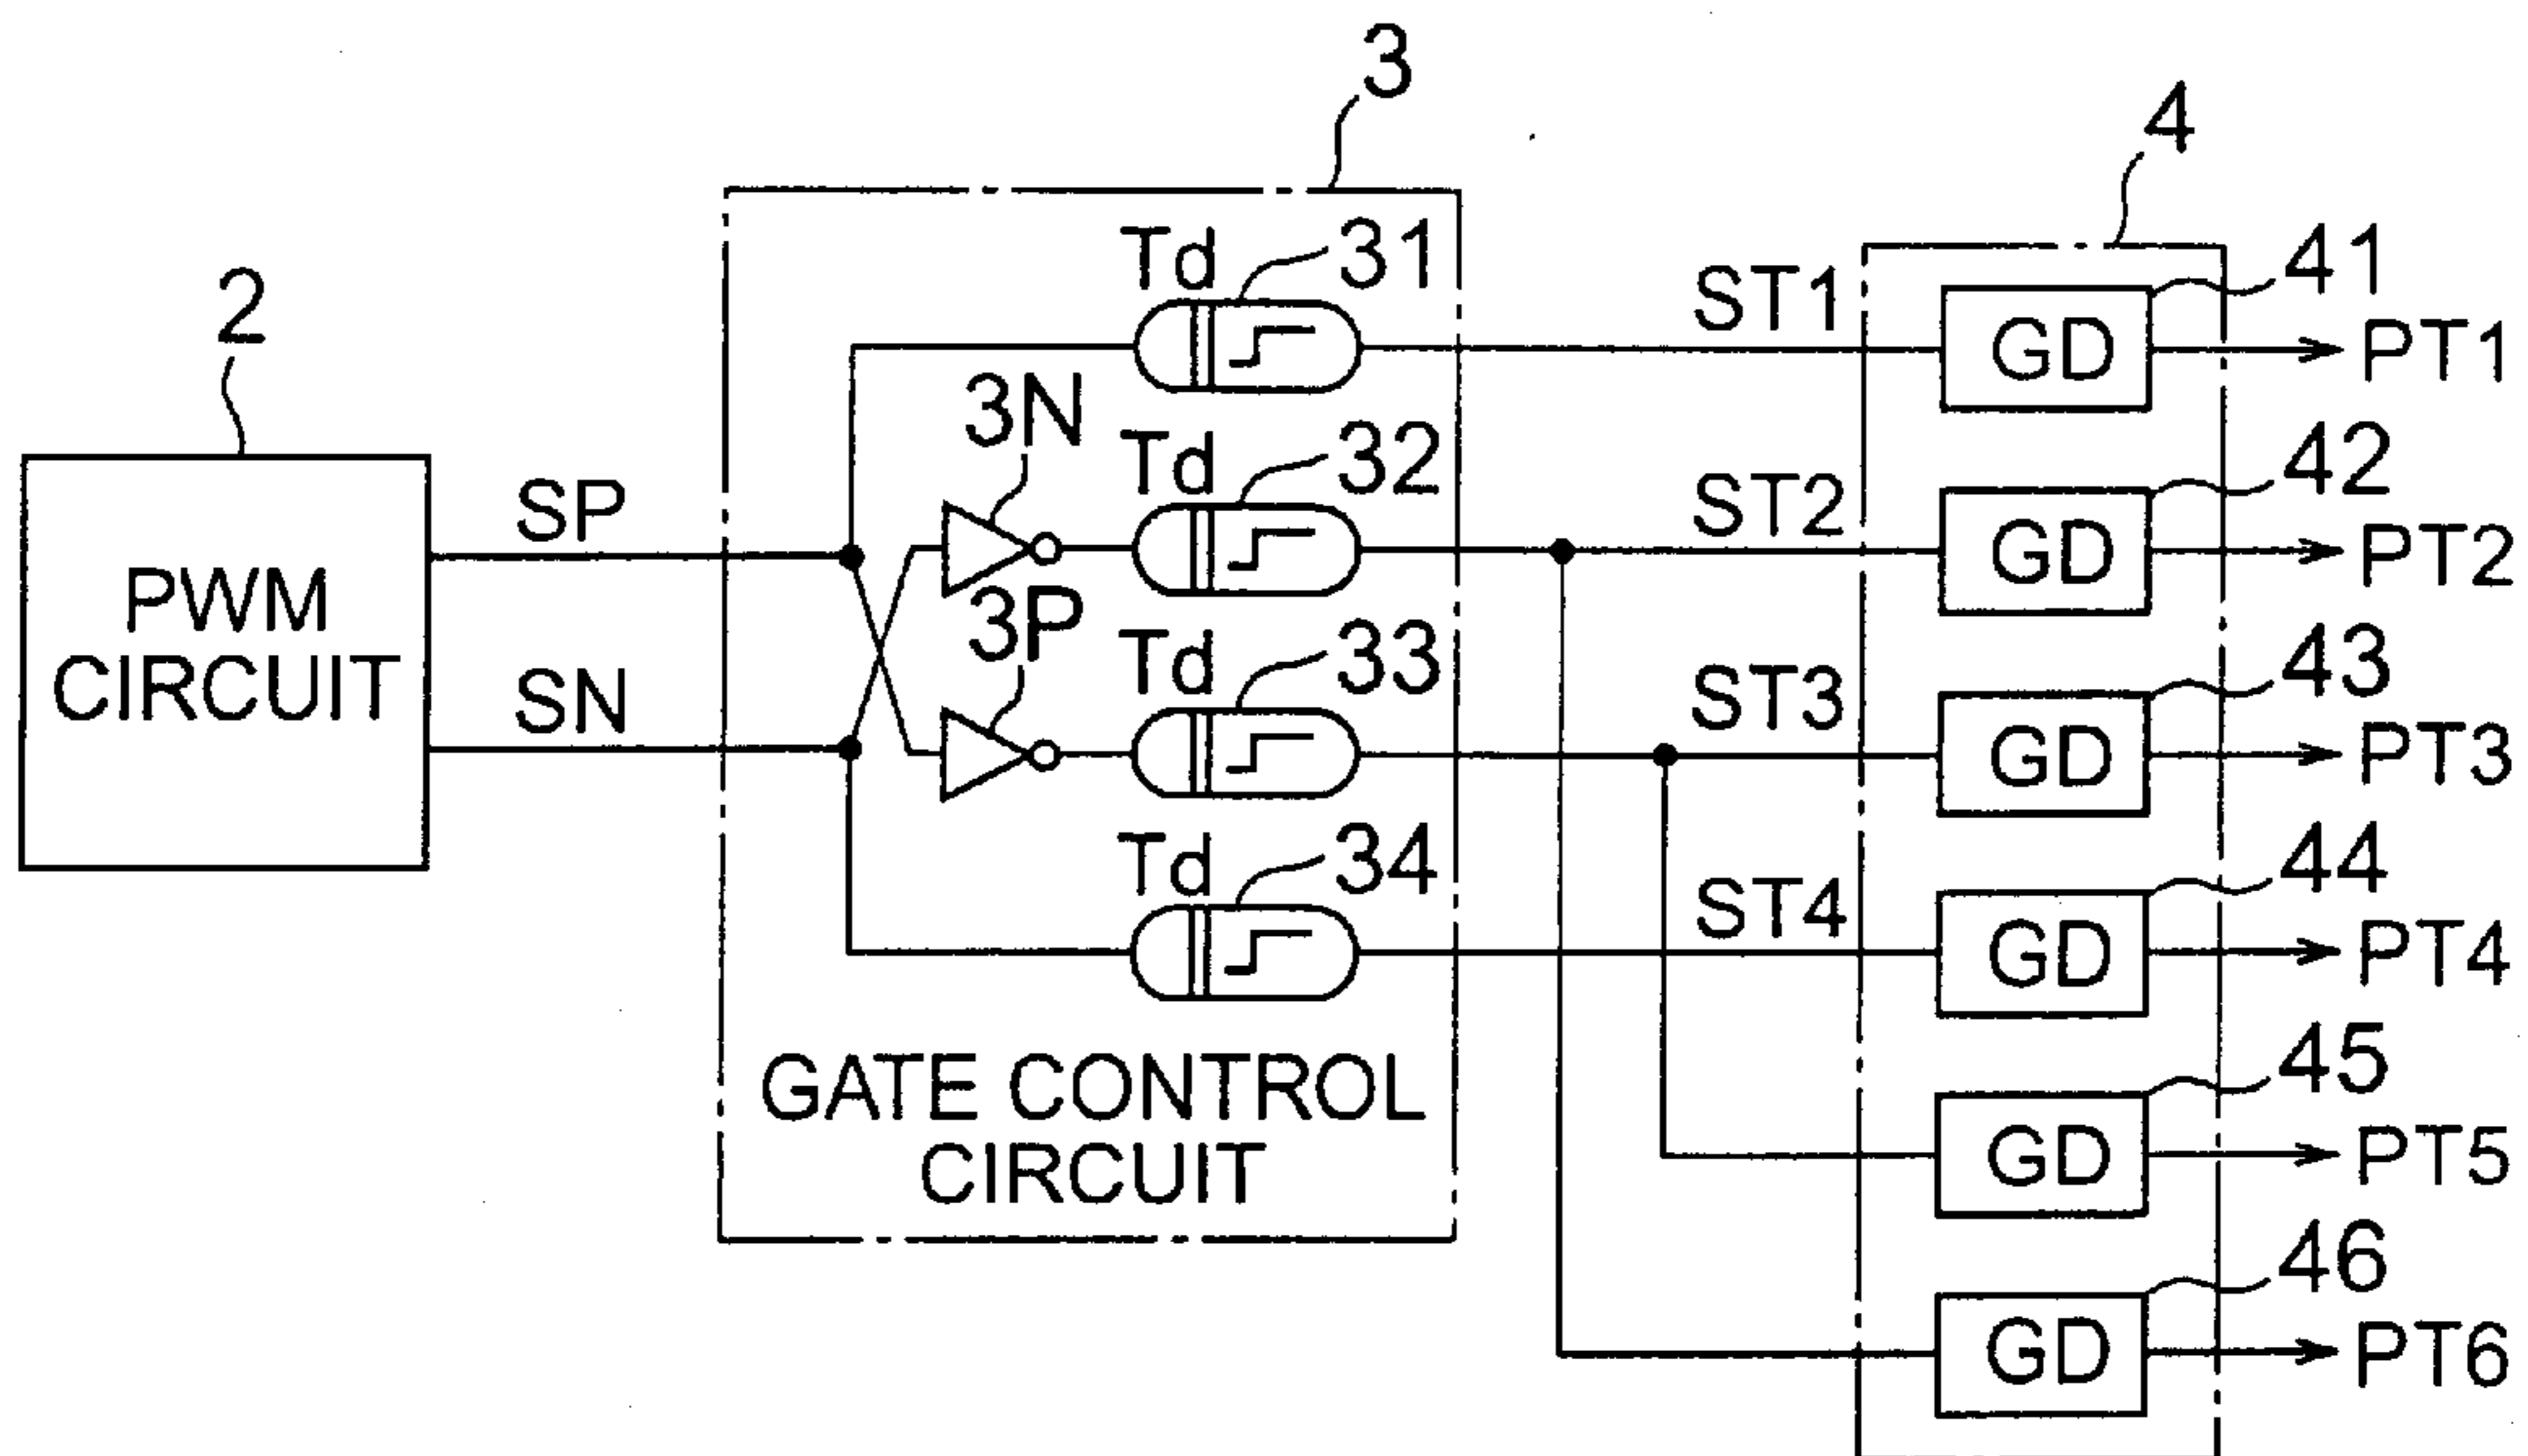 3
4
2
PWM
CIRCUIT
SP
SN
Td
31
3N
Td
32
3P
Td
33
Td
34
GATE CONTROL
CIRCUIT
ST1
ST2
ST3
ST4
GD
41
PT1
GD
42
PT2
GD
43
PT3
GD
44
PT4
GD
45
PT5
GD
46
PT6